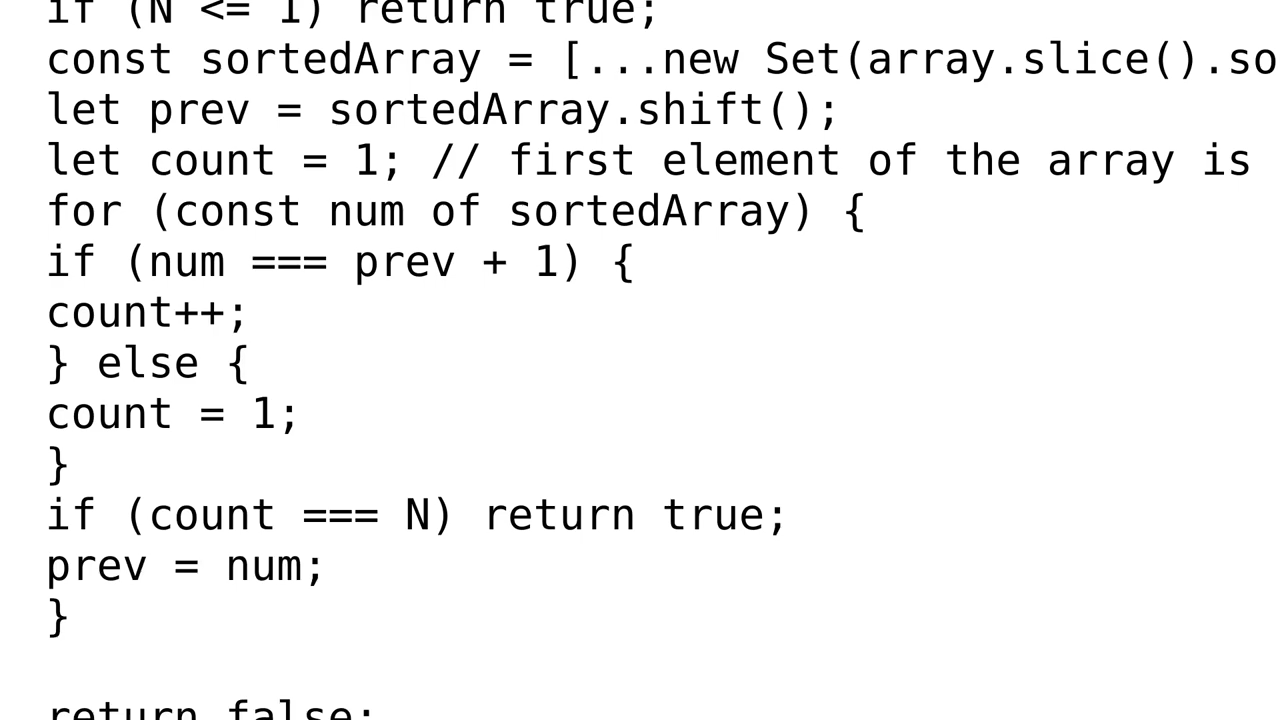 if (N <= 1) return true;
const sortedArray = [...new Set(array.slice().so
let prev = sortedArray.shift();
let count = 1; // first element of the array is
for (const num of sortedArray) {
if (num === prev + 1) {
count++;
} else {
count = 1;
}
if (count === N) return true;
prev = num;
}
return false;